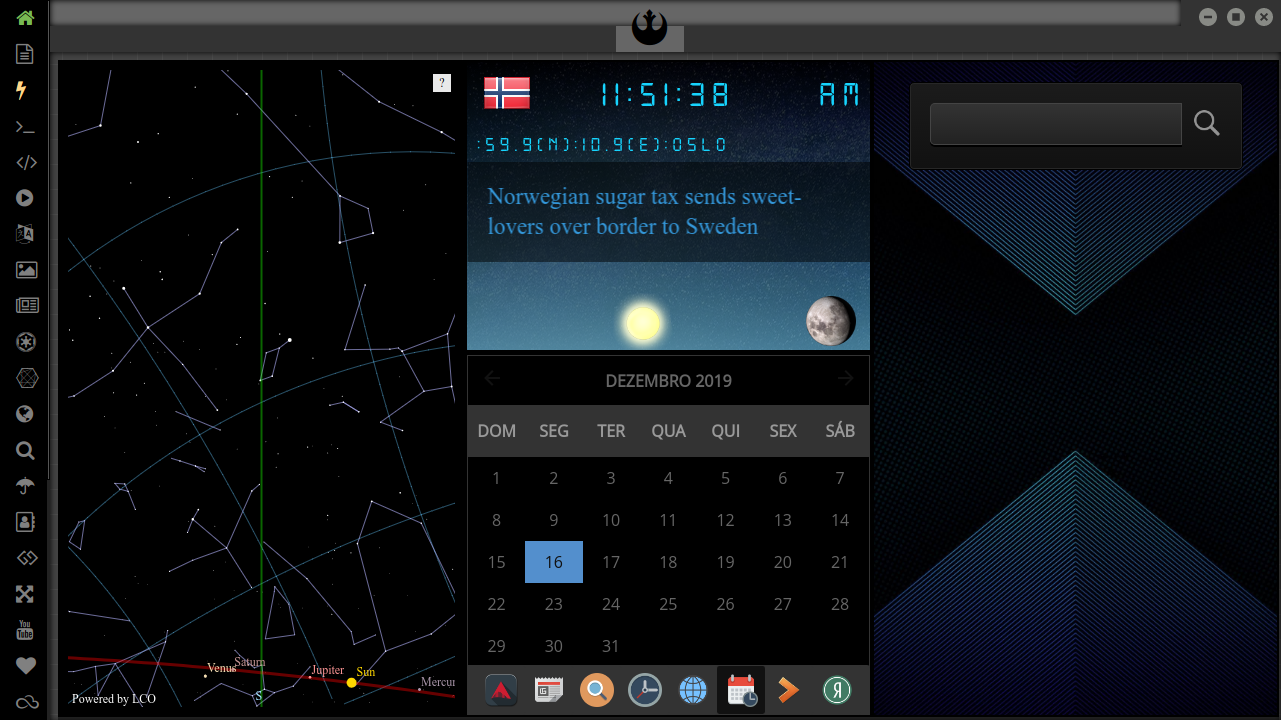 ?
Venus
Saturn
Jupiter
Sun
Mercur
S
Powered by LCO
11:51:38 AM
:59.9(N):10.9(E):OSLO
Norwegian sugar tax sends sweet-
lovers over border to Sweden
DEZEMBRO 2019
DOM SEG TER QUA QUI SEX SÁB
1 2 3 4 5 6 7
8 9 10 11 12 13 14
15 16 17 18 19 20 21
22 23 24 25 26 27 28
29 30 31
You
Tube
Я